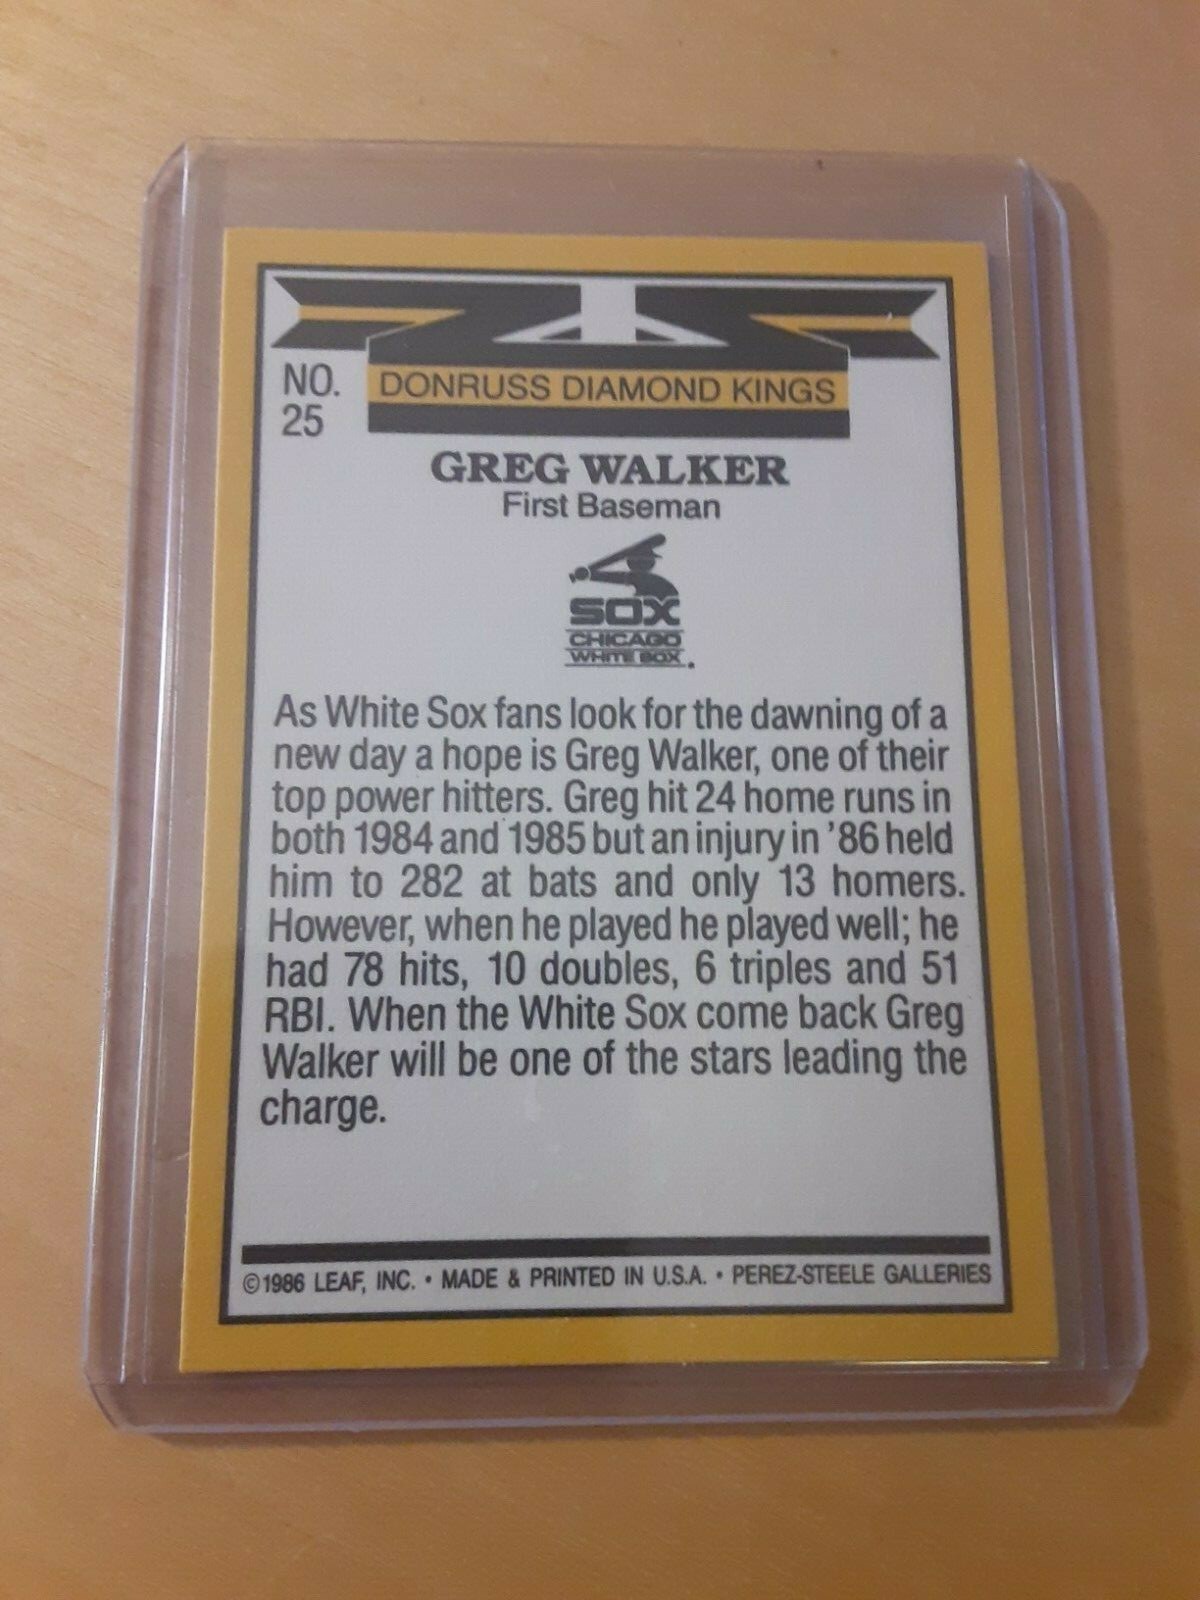 NO.
25
DONRUSS DIAMOND KINGS
GREG WALKER
First Baseman
SOX
CHICAGO
WHITE SOX
As White Sox fans look for the dawning of a
new day a hope is Greg Walker, one of their
top power hitters. Greg hit 24 home runs in
both 1984 and 1985 but an injury in '86 held
him to 282 at bats and only 13 homers.
However, when he played he played well; he
had 78 hits, 10 doubles, 6 triples and 51
RBI. When the White Sox come back Greg
Walker will be one of the stars leading the
charge.
©1986 LEAF, INC. • MADE & PRINTED IN U.S.A. • PEREZ-STEELE GALLERIES